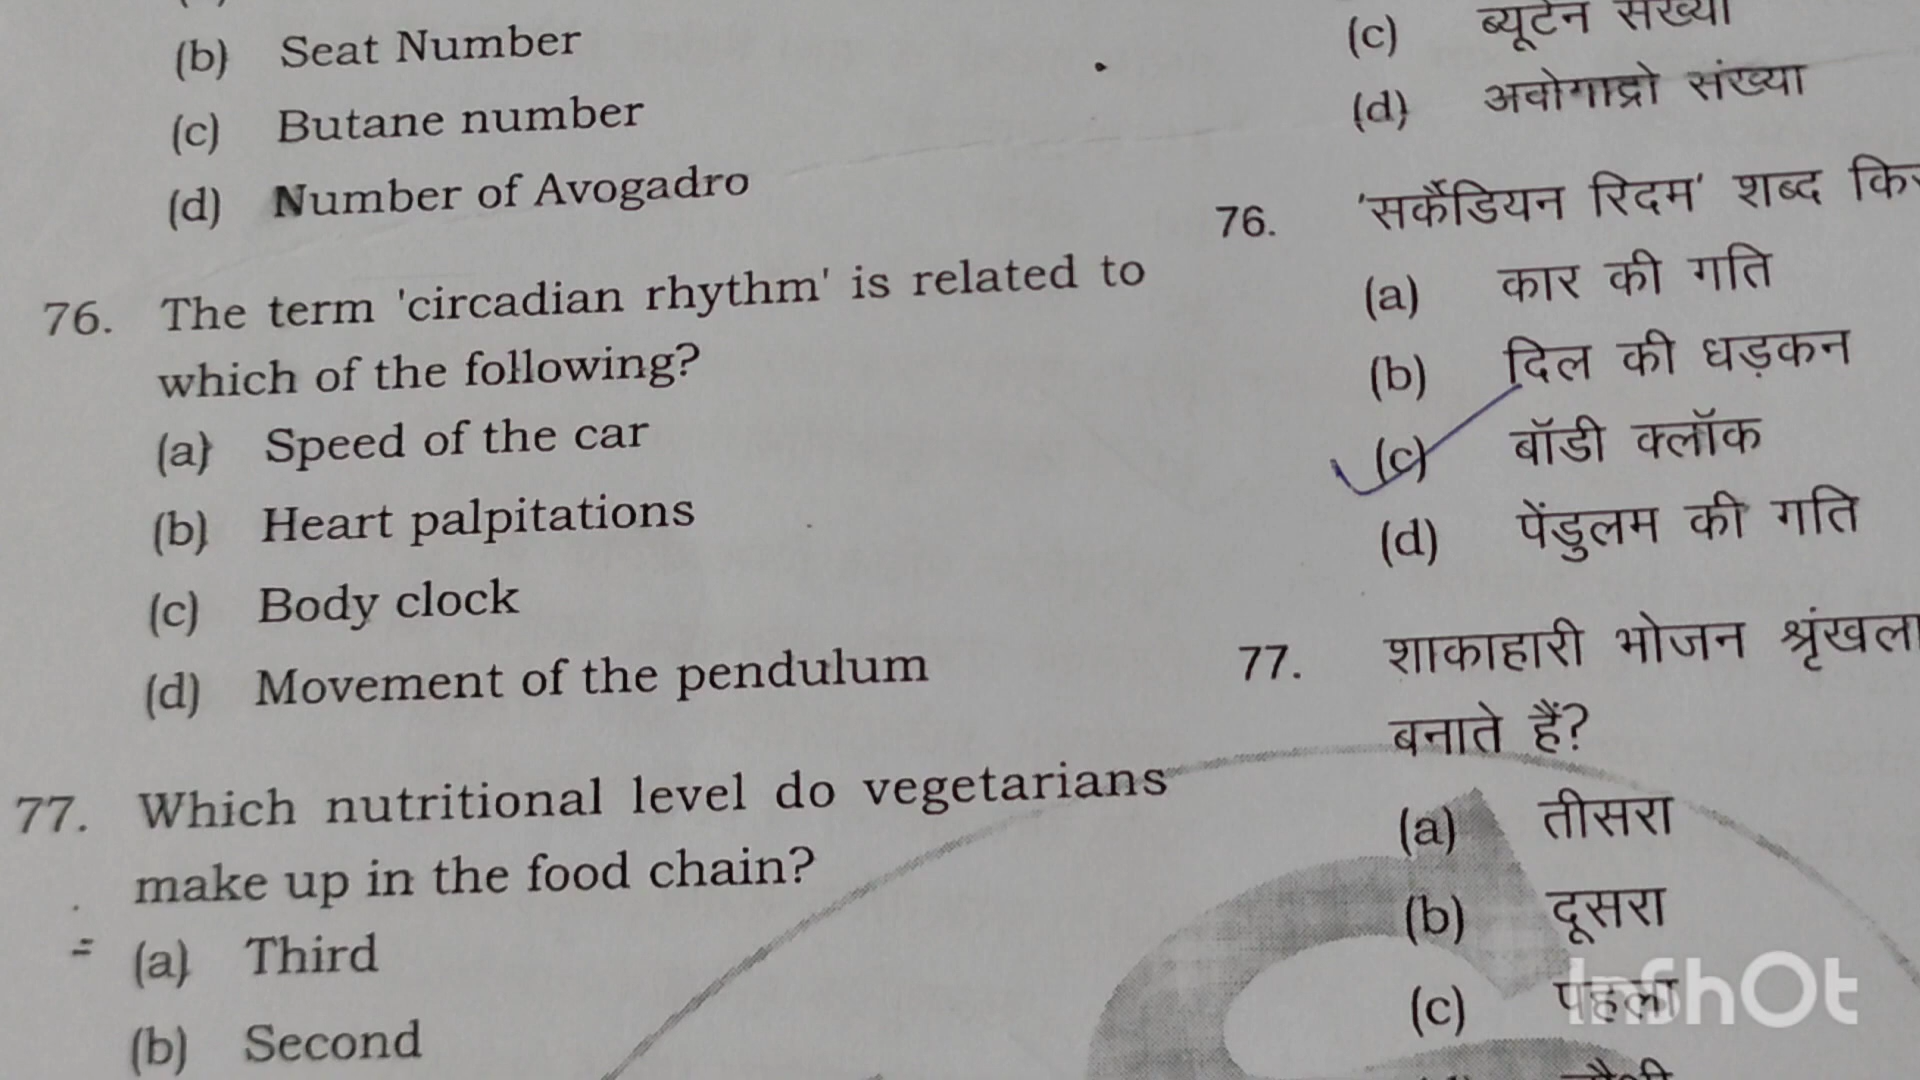 (b) Seat Number
(c) Butane number
(d) Number of Avogadro
76. The term 'circadian rhythm' is related to
which of the following?
(a) Speed of the car
(b) Heart palpitations
(c) Body clock
(d) Movement of the pendulum
77. Which nutritional level do vegetarians
make up in the food chain?
(a) Third
(b) Second
(c) ब्यूटेन संख्या
(d) अवोगाद्रो संख्या
76. 'सर्कैडियन रिदम' शब्द
(a) कार की गति
(b) दिल की धड़कन
(c) बॉडी क्लॉक
(d) पेंडुलम की गति
77. शाकाहारी भोजन श्रृंखला
बनाते हैं?
(a) तीसरा
(b) दूसरा
(c) पहला
InShOt